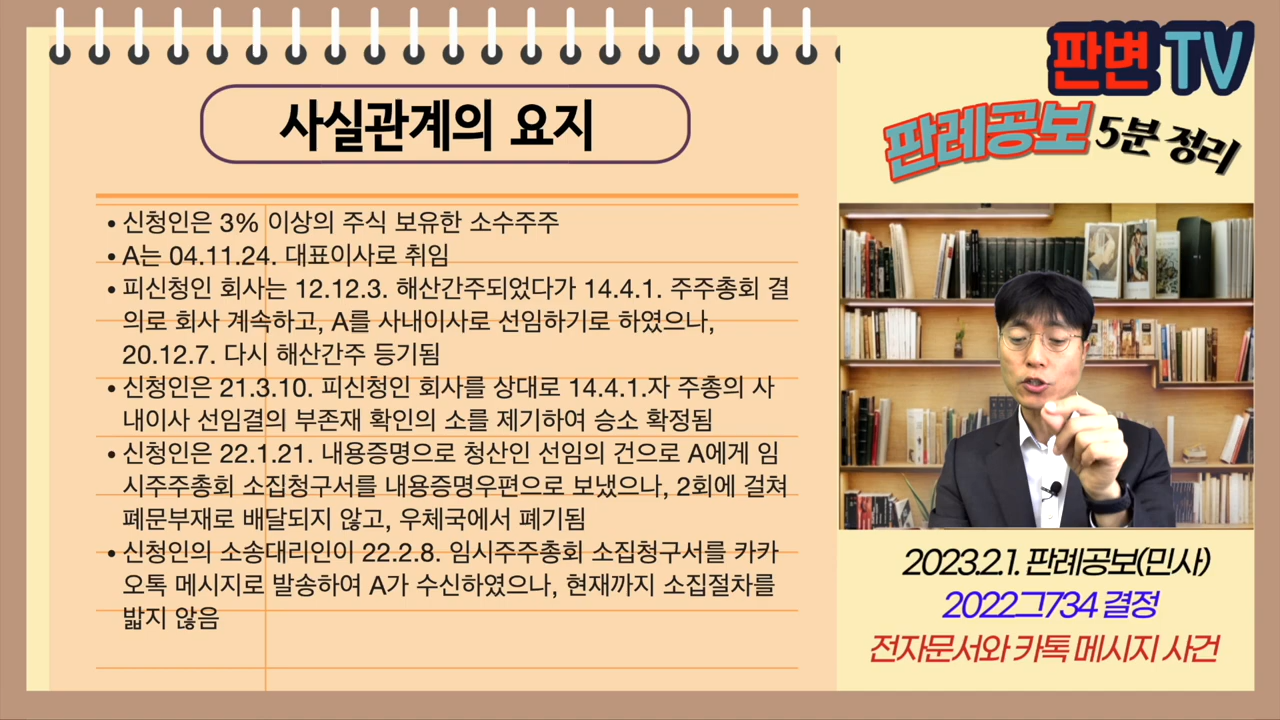 사실관계의 요지
• 신청인은 3% 이상의 주식 보유한 소수주주
• A는 04.11.24. 대표이사로 취임
• 피신청인 회사는 12.12.3. 해산간주되었다가 14.4.1. 주주총회 결
의로 회사 계속하고, A를 사내이사로 선임하기로 하였으나,
20.12.7. 다시 해산간주 등기됨
• 신청인은 21.3.10. 피신청인 회사를 상대로 14.4.1.자 주총의 사
내이사 선임결의 부존재 확인의 소를 제기하여 승소 확정됨
• 신청인은 22.1.21. 내용증명으로 청산인 선임의 건으로 A에게 임
시주주총회 소집청구서를 내용증명우편으로 보냈으나, 2회에 걸쳐
폐문부재로 배달되지 않고, 우체국에서 폐기됨
• 신청인의 소송대리인이 22.2.8. 임시주주총회 소집청구서를 카카
오톡 메시지로 발송하여 A가 수신하였으나, 현재까지 소집절차를
밟지 않음
판변 TV
판례공보 5분 정리
2023.2.1. 판례공보(민사)
2022그734 결정
전자문서와 카톡 메시지 사건